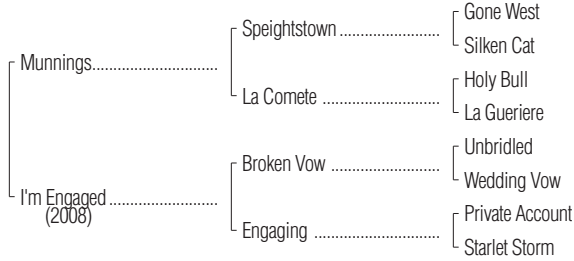 Gone West
Speightstown ..............................
Silken Cat
Munnings......................................
Holy Bull
La Comete ...................................
La Gueriere
Unbridled
Broken Vow .................................
Wedding Vow
I'm Engaged .................................
(2008)
Private Account
Engaging ......................................
Starlet Storm